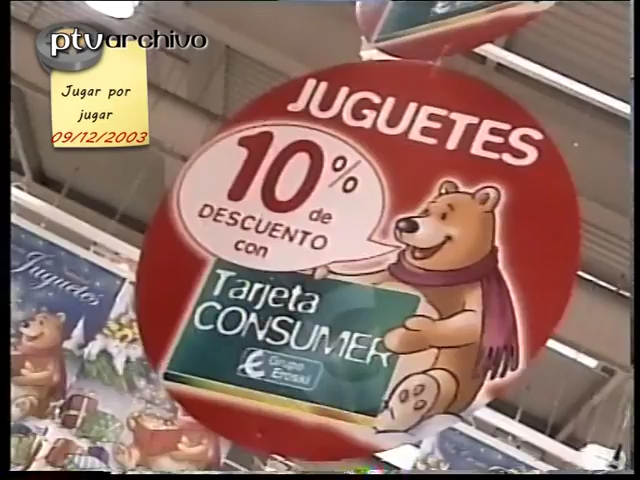 ptvarchivo
Jugar por
jugar
09/12/2003
JUGUETES
10%
de
DESCUENTO
con
Tarjeta
CONSUMER
Grupo
Eroski
Juguetes